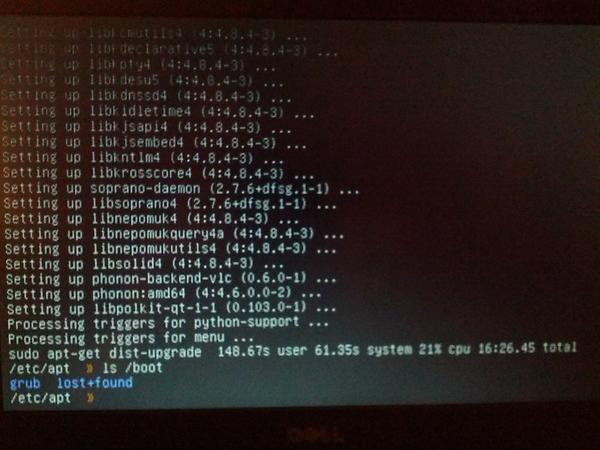 Setting up libkcmutils4 (4:4.8.4-3) ...
Setting up libkdeclarative5 (4:4.8.4-3) ...
Setting up libkpty4 (4:4.8.4-3) ...
Setting up libkdesu5 (4:4.8.4-3) ...
Setting up libkdnssd4 (4:4.8.4-3) ...
Setting up libkidletime4 (4:4.8.4-3) ...
Setting up libkjsapi4 (4:4.8.4-3) ...
Setting up libkjsembed4 (4:4.8.4-3) ...
Setting up libkntlm4 (4:4.8.4-3) ...
Setting up libkrosscore4 (4:4.8.4-3) ...
Setting up soprano-daemon (2.7.6+dfsg.1-1) ...
Setting up libsoprano4 (2.7.6+dfsg.1-1) ...
Setting up libnepomuk4 (4:4.8.4-3) ...
Setting up libnepomukquery4a (4:4.8.4-3) ...
Setting up libnepomukutils4 (4:4.8.4-3) ...
Setting up libsolid4 (4:4.8.4-3) ...
Setting up phonon-backend-vlc (0.6.0-1) ...
Setting up phonon:amd64 (4:4.6.0.0-2) ...
Setting up libpolkit-qt-1-1 (0.103.0-1) ...
Processing triggers for python-support ...
Processing triggers for menu ...
sudo apt-get dist-upgrade 148.67s user 61.35s system 21% cpu 16:26.45 total
/etc/apt » ls /boot
grub lost+found
/etc/apt »
DELL